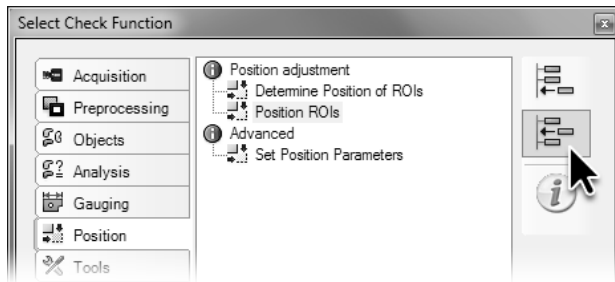 Select Check Function
Acquisition
Preprocessing
Objects
Analysis
Gauging
Position
Tools
Position adjustment
Determine Position of ROIs
Position ROIs
Advanced
Set Position Parameters